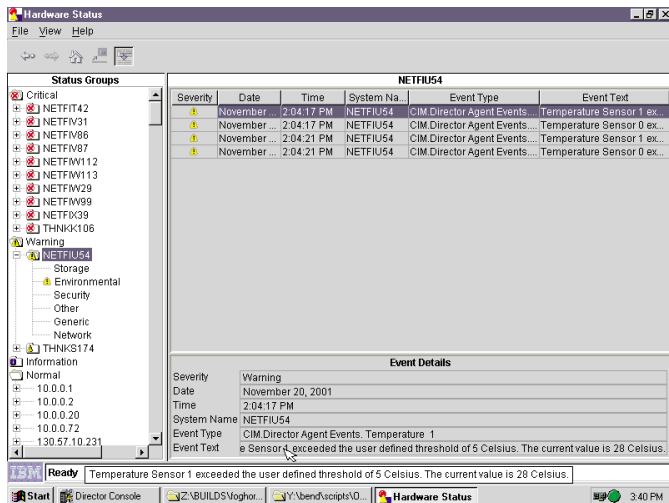 Hardware Status
File View Help
Status Groups
Critical
NETFIT42
NETFIV31
NETFIV86
NETFIV87
NETFIW112
NETFIW113
NETFIW29
NETFIW99
NETFIX39
THNKK106
Warning
NETFIU54
Storage
Environmental
Security
Other
Generic
Network
THNKS174
Information
Normal
10.0.0.1
10.0.0.2
10.0.0.20
10.0.0.72
130.57.10.231
NETFIU54
Severity Date Time System Na... Event Type Event Text
November ... 2:04:17 PM NETFIU54 CIM.Director Agent Events.... Temperature Sensor 1 ex...
November ... 2:04:17 PM NETFIU54 CIM.Director Agent Events.... Temperature Sensor 0 ex...
November ... 2:04:21 PM NETFIU54 CIM.Director Agent Events.... Temperature Sensor 1 ex...
November ... 2:04:21 PM NETFIU54 CIM.Director Agent Events.... Temperature Sensor 0 ex...
Event Details
Severity Warning
Date November 20, 2001
Time 2:04:17 PM
System Name NETFIU54
Event Type CIM.Director Agent Events. Temperature 1
Event Text e Sensor 1 exceeded the user defined threshold of 5 Celsius. The current value is 28 Celsius.
IBM Ready Temperature Sensor 1 exceeded the user defined threshold of 5 Celsius. The current value is 28 Celsius.
Start Director Console Z:\BUILDS\foghor... Y:\bend\scripts\O... Hardware Status 3:40 PM